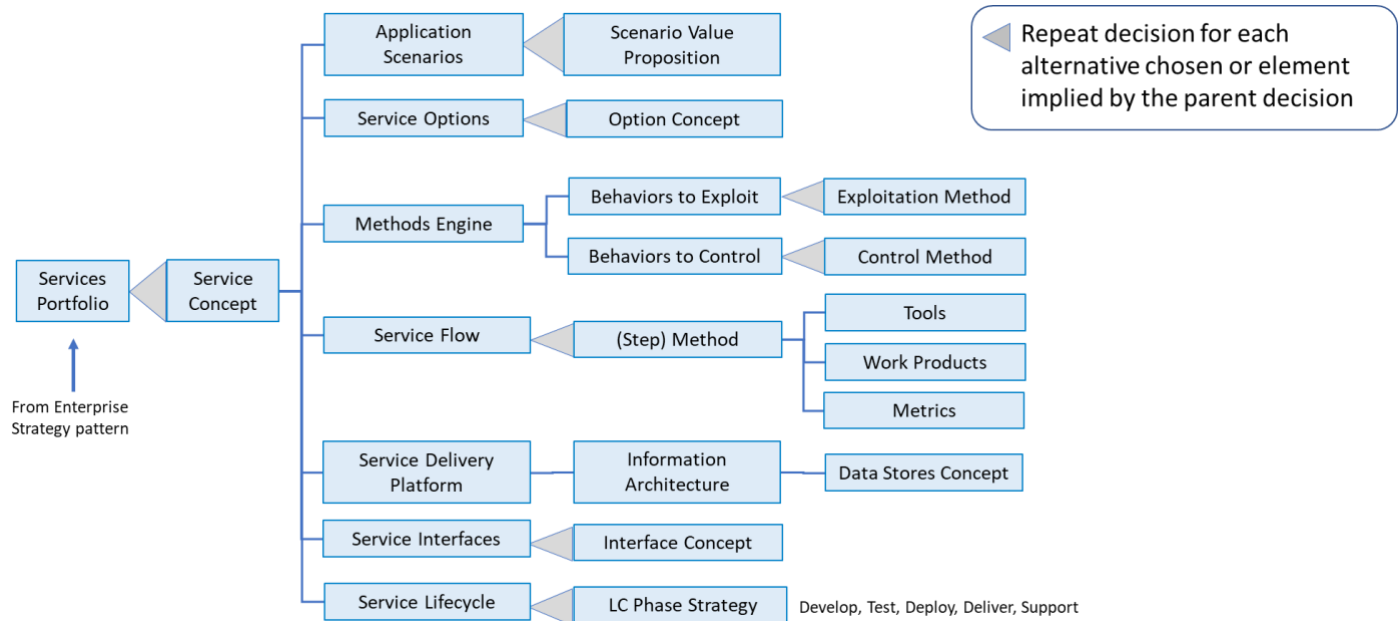 Application
Scenarios
Scenario Value
Proposition
Repeat decision for each
alternative chosen or element
implied by the parent decision
Service Options
Option Concept
Behaviors to Exploit
Exploitation Method
Methods Engine
Behaviors to Control
Control Method
Services
Portfolio
Service
Concept
Tools
Service Flow
(Step) Method
Work Products
Metrics
From Enterprise
Strategy pattern
Service Delivery
Platform
Information
Architecture
Data Stores Concept
Service Interfaces
Interface Concept
Service Lifecycle
LC Phase Strategy
Develop, Test, Deploy, Deliver, Support